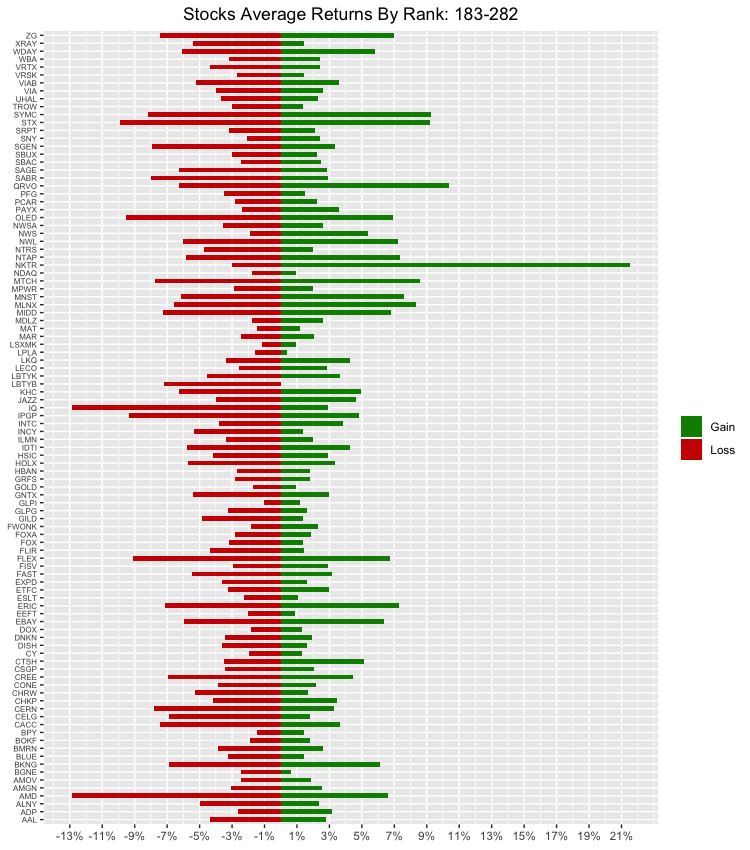 Stocks Average Returns By Rank: 183-282
ZG
XRAY
WDAY
WBA
VRTX
VRSK
VIAB
VIA
UHAL
TROW
SYMC
STX
SRPT
SNY
SGEN
SBUX
SBAC
SAGE
SABR
QRVO
PFG
PCAR
PAYX
OLED
NWSA
NWS
NWL
NTRS
NTAP
NKTR
NDAQ
MTCH
MPWR
MNST
MLNX
MIDD
MDLZ
MAT
MAR
LSXMK
LPLA
LKQ
LECO
LBTYK
LBTYB
KHC
JAZZ
IQ
IPGP
INTC
INCY
ILMN
IDTI
HSIC
HOLX
HBAN
GRFS
GOLD
GNTX
GLPI
GLPG
GILD
FWONK
FOXA
FOX
FLIR
FLEX
FISV
FAST
EXPD
ETFC
ESLT
ERIC
EEFT
EBAY
DOX
DNKN
DISH
CY
CTSH
CSGP
CREE
CONE
CHRW
CHKP
CERN
CELG
CACC
BPY
BOKF
BMRN
BLUE
BKNG
BGNE
AMOV
AMGN
AMD
ALNY
ADP
AAL
-13% -11% -9% -7% -5% -3% -1% 1% 3% 5% 7% 9% 11% 13% 15% 17% 19% 21%
Gain
Loss